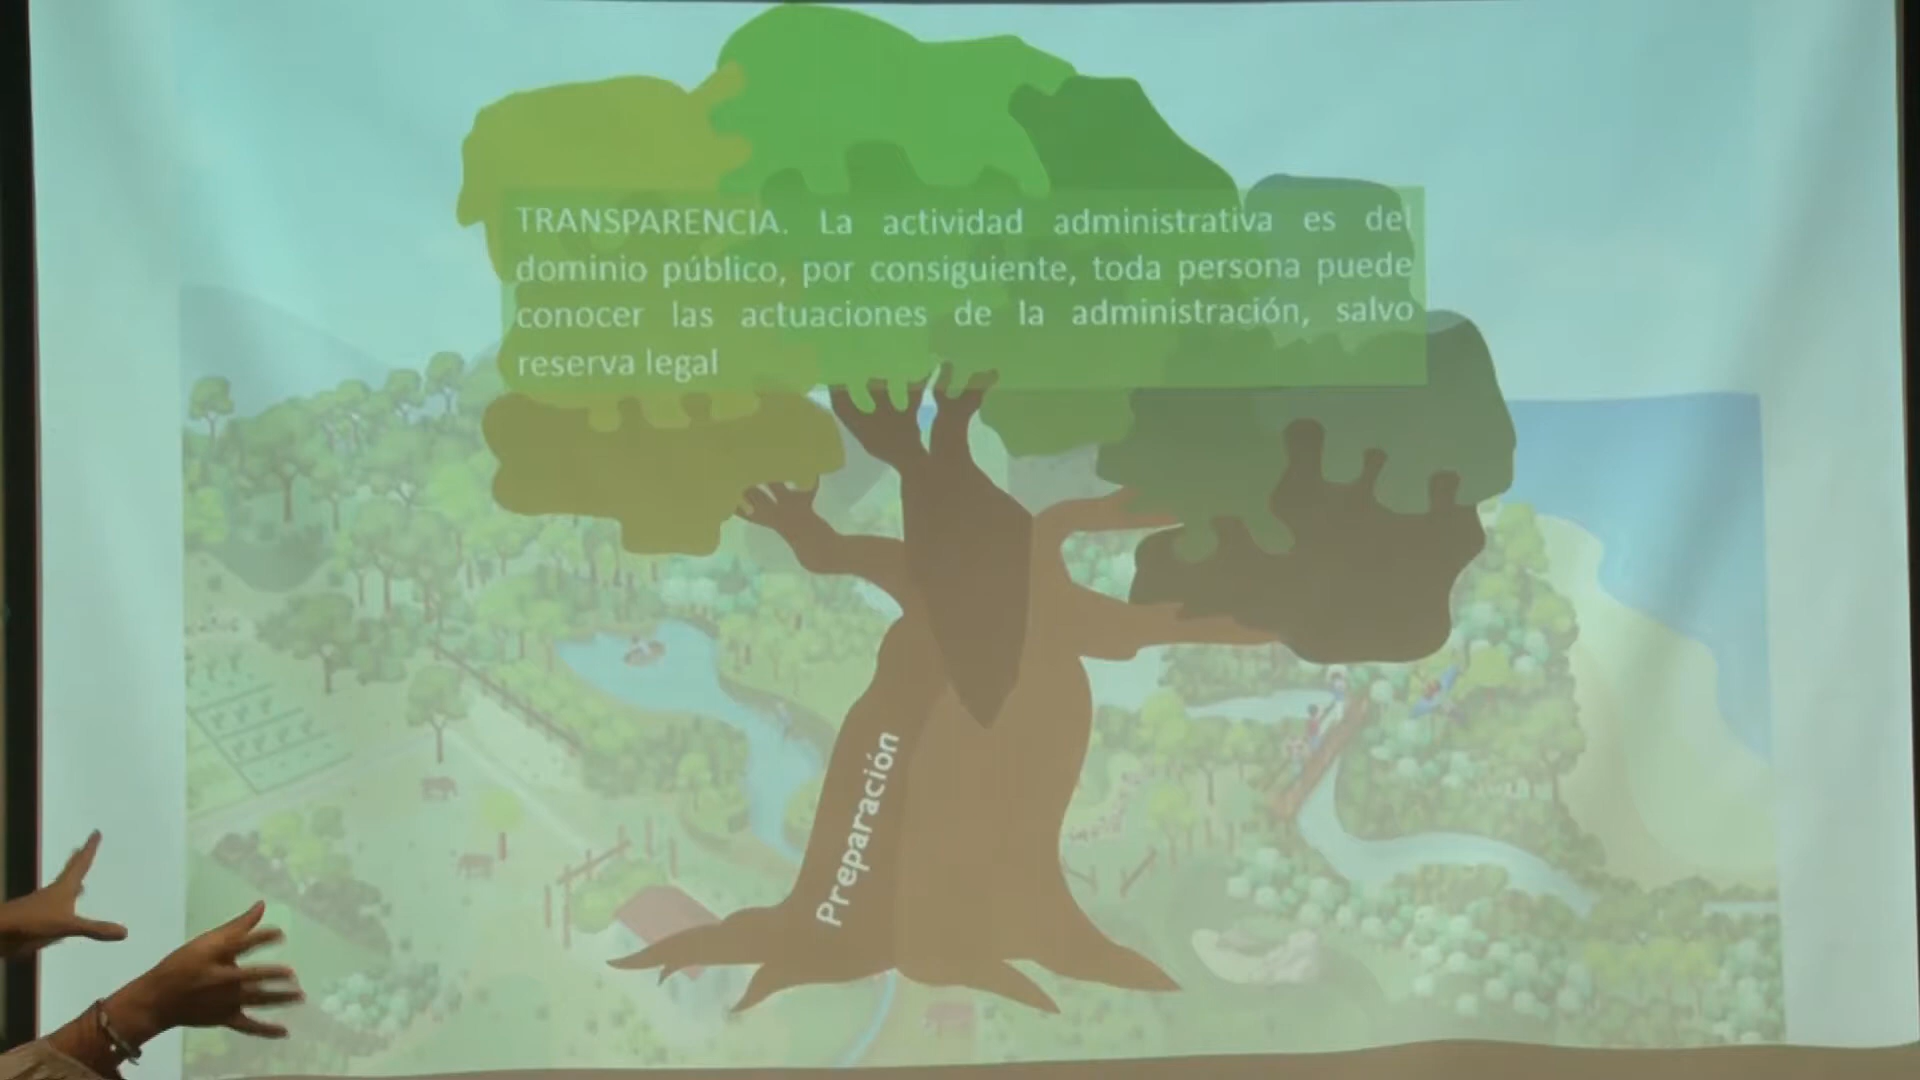 TRANSPARENCIA. La actividad administrativa es del
dominio público, por consiguiente, toda persona puede
conocer las actuaciones de la administración, salvo
reserva legal
Preparación